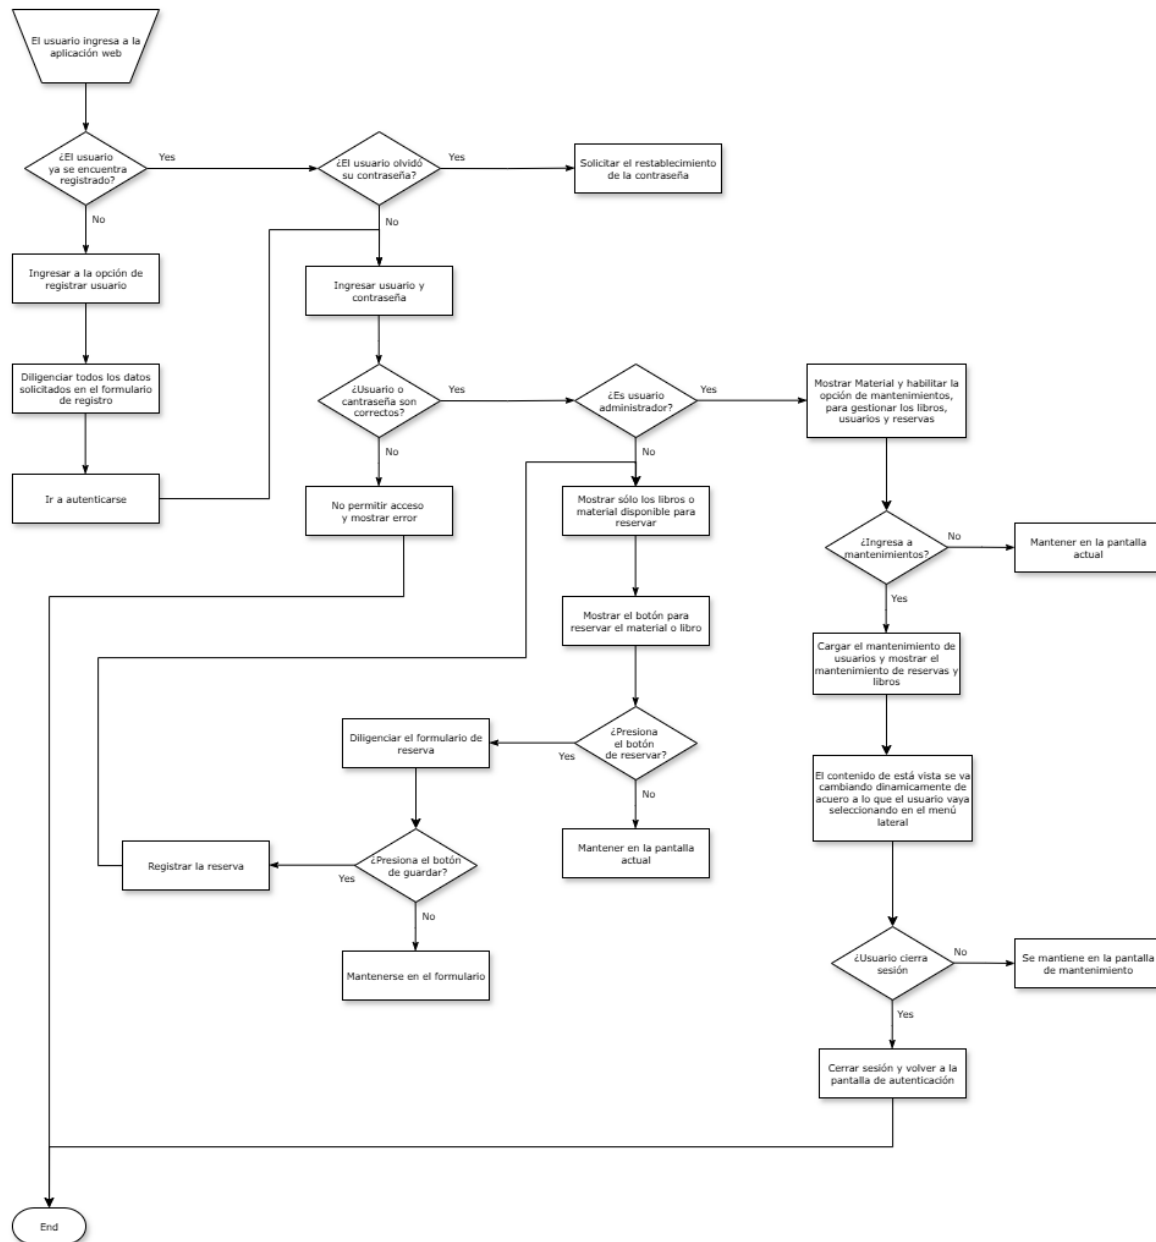 El usuario ingresa a la
aplicación web
¿El usuario
ya se encuentra
registrado?
Yes
¿El usuario olvidó
su contraseña?
Yes
Solicitar el restablecimiento
de la contraseña
No
No
Ingresar a la opción de
registrar usuario
Ingresar usuario y
contraseña
Diligenciar todos los datos
solicitados en el formulario
de registro
¿Usuario o
cantraseña son
correctos?
Yes
¿Es usuario
administrador?
Yes
Mostrar Material y habilitar la
opción de mantenimientos,
para gestionar los libros,
usuarios y reservas
No
No
Ir a autenticarse
No permitir acceso
y mostrar error
Mostrar sólo los libros o
material disponible para
reservar
¿Ingresa a
mantenimientos?
No
Mantener en la pantalla
actual
Yes
Mostrar el botón para
reservar el material o libro
Cargar el mantenimiento de
usuarios y mostrar el
mantenimiento de reservas y
libros
Diligenciar el formulario de
reserva
Yes
¿Presiona
el botón
de reservar?
No
El contenido de está vista se va
cambiando dinamicamente de
acuero a lo que el usuario vaya
seleccionando en el menú
lateral
Mantener en la pantalla
actual
Registrar la reserva
Yes
¿Presiona el botón
de guardar?
No
Mantenerse en el formulario
¿Usuario cierra
sesión
No
Se mantiene en la pantalla
de mantenimiento
Yes
Cerrar sesión y volver a la
pantalla de autenticación
End